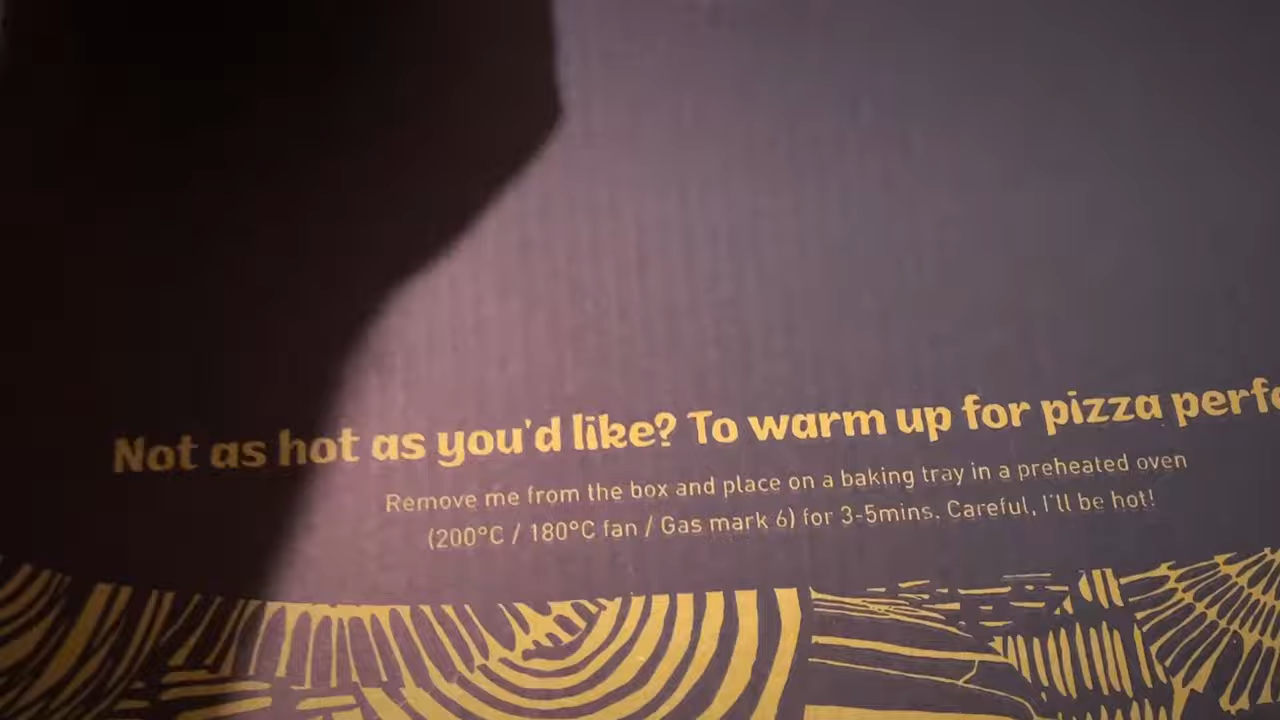 Not as hot as you'd like? To warm up for pizza perfe
Remove me from the box and place on a baking tray in a preheated oven
(200°C / 180°C fan / Gas mark 6) for 3-5mins. Careful, I'll be hot!